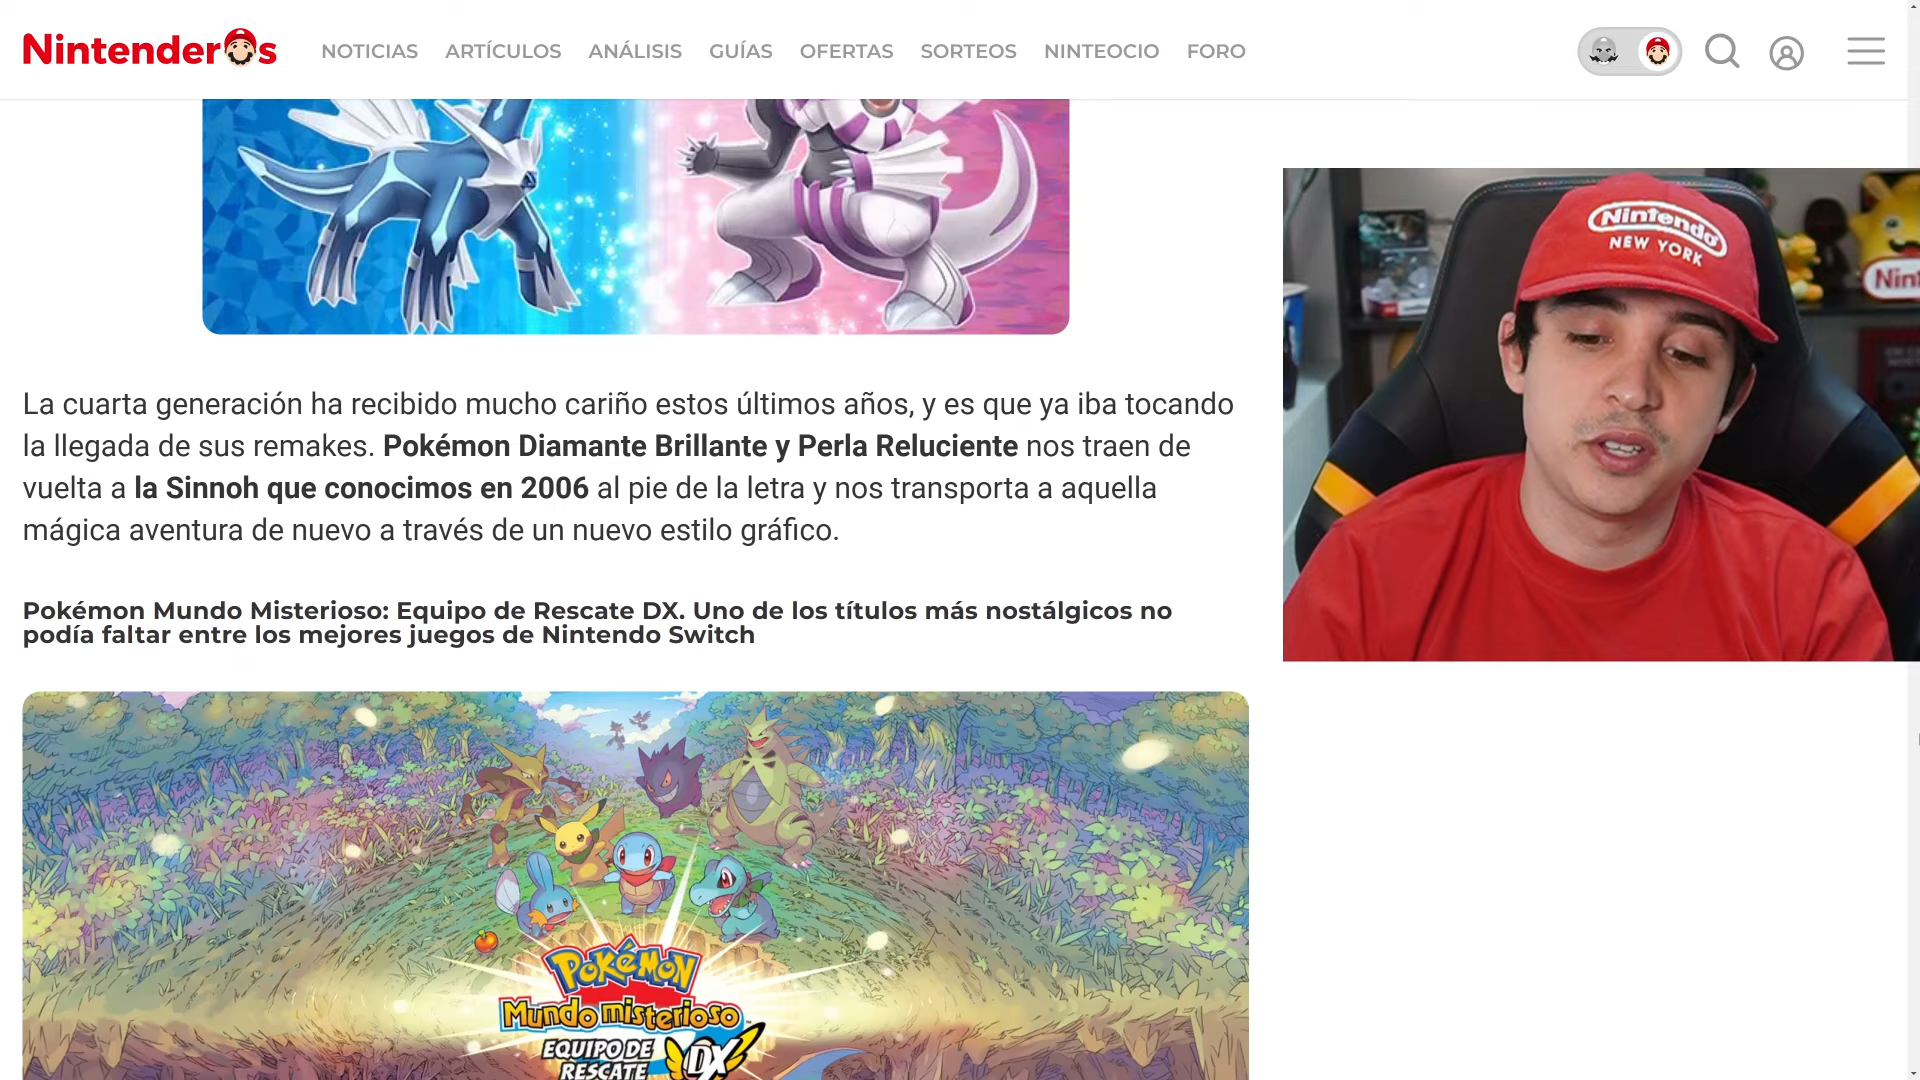 Nintenderos
NOTICIAS ARTÍCULOS ANÁLISIS GUÍAS OFERTAS SORTEOS NINTEOCIO FORO
Nintendo
NEW YORK
La cuarta generación ha recibido mucho cariño estos últimos años, y es que ya iba tocando
la llegada de sus remakes. Pokémon Diamante Brillante y Perla Reluciente nos traen de
vuelta a la Sinnoh que conocimos en 2006 al pie de la letra y nos transporta a aquella
mágica aventura de nuevo a través de un nuevo estilo gráfico.
Pokémon Mundo Misterioso: Equipo de Rescate DX. Uno de los títulos más nostálgicos no
podía faltar entre los mejores juegos de Nintendo Switch
POKéMON
Mundo misterioso
EQUIPO DE
RESCATE DX